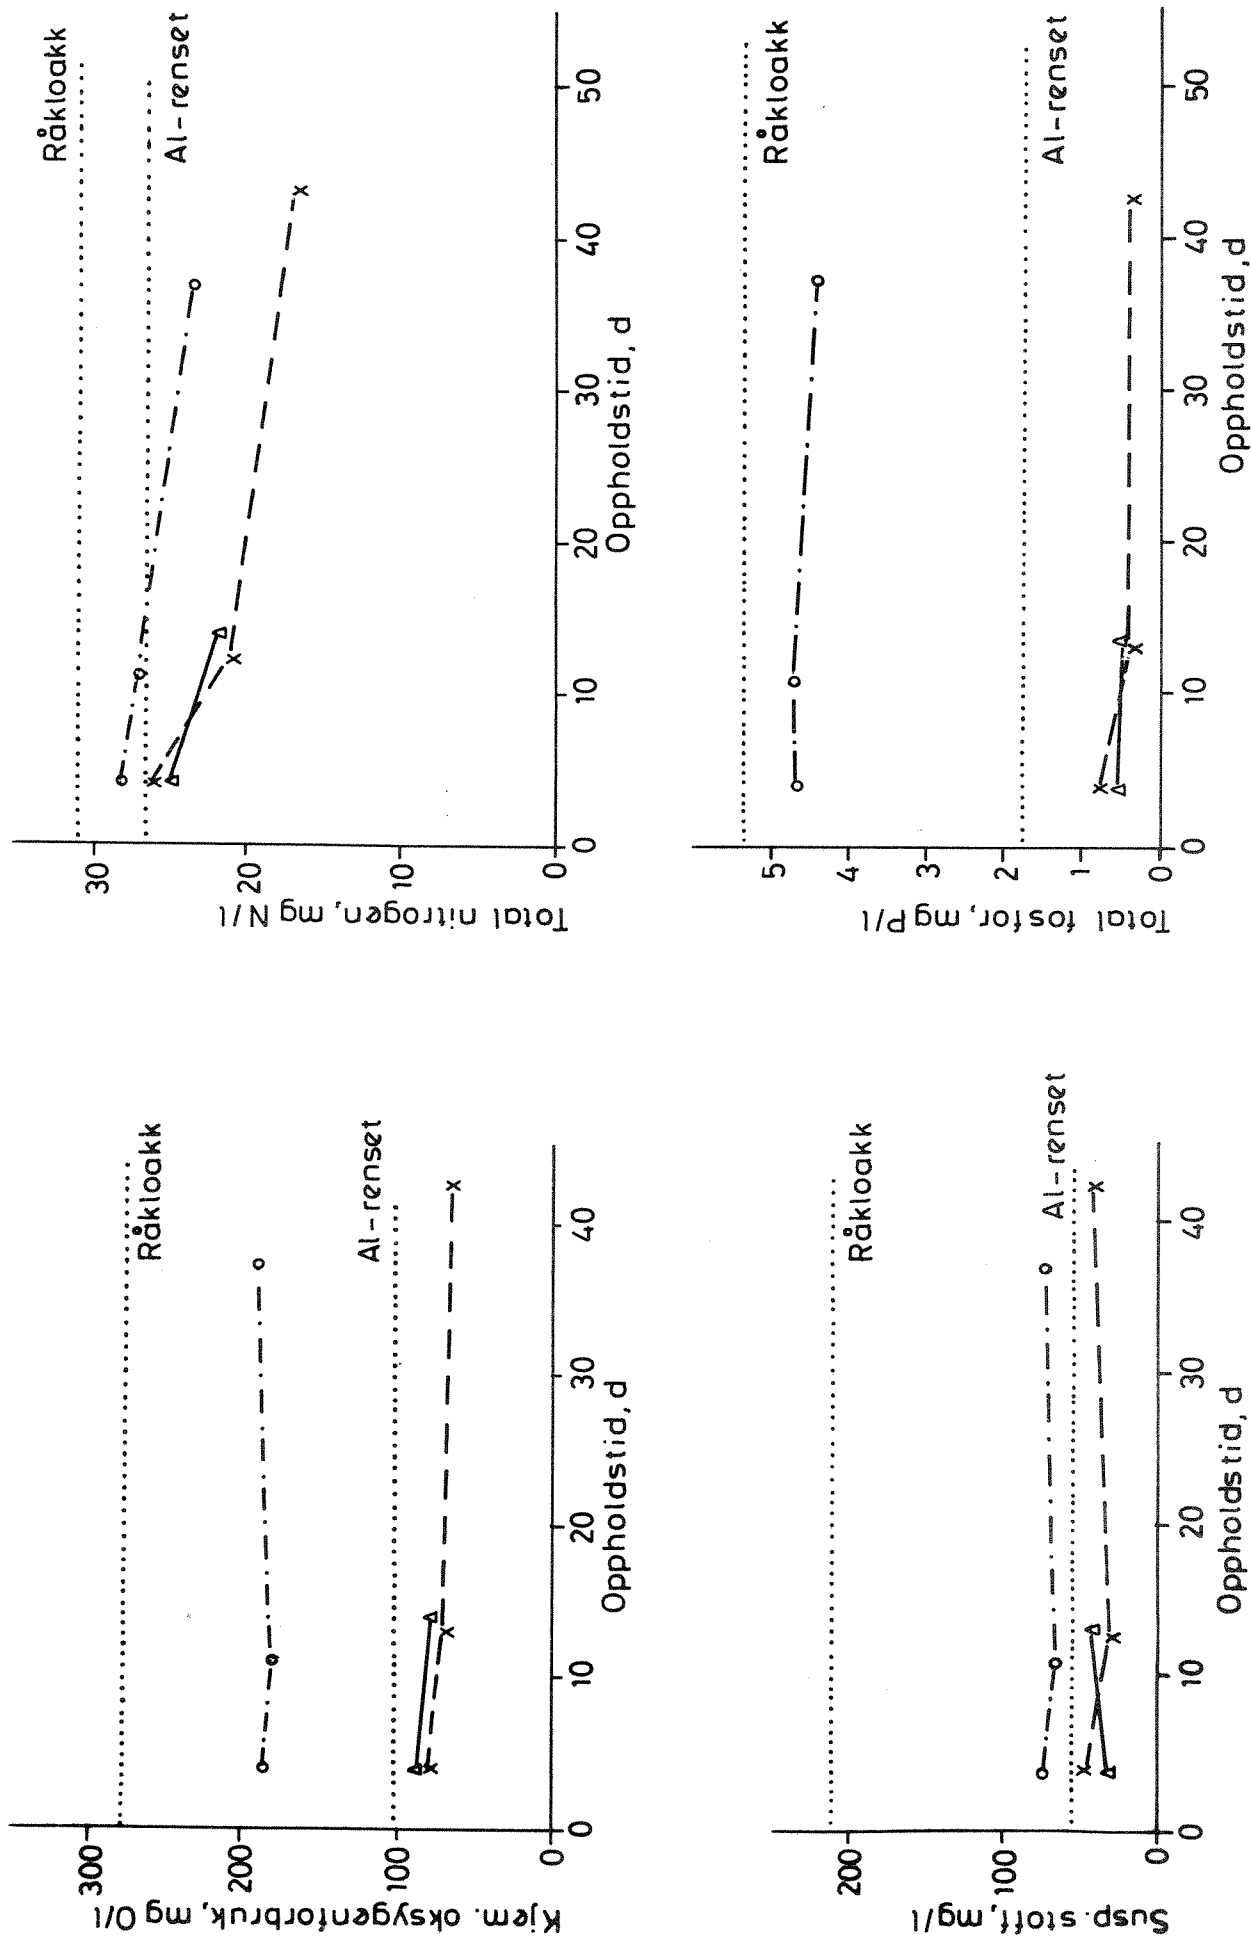 Kjem. oksygenforbruk, mg O/l
300
200
100
0
Råkloakk
Al-renset
0
10
20
30
40
Oppholdstid, d
Total nitrogen, mg N/l
30
20
10
0
Råkloakk
Al-renset
0
10
20
30
40
50
Oppholdstid, d
Susp. stoff, mg/l
200
100
0
Råkloakk
Al-renset
0
10
20
30
40
Oppholdstid, d
Total fosfor, mg P/l
5
4
3
2
1
0
Råkloakk
Al-renset
0
10
20
30
40
50
Oppholdstid, d